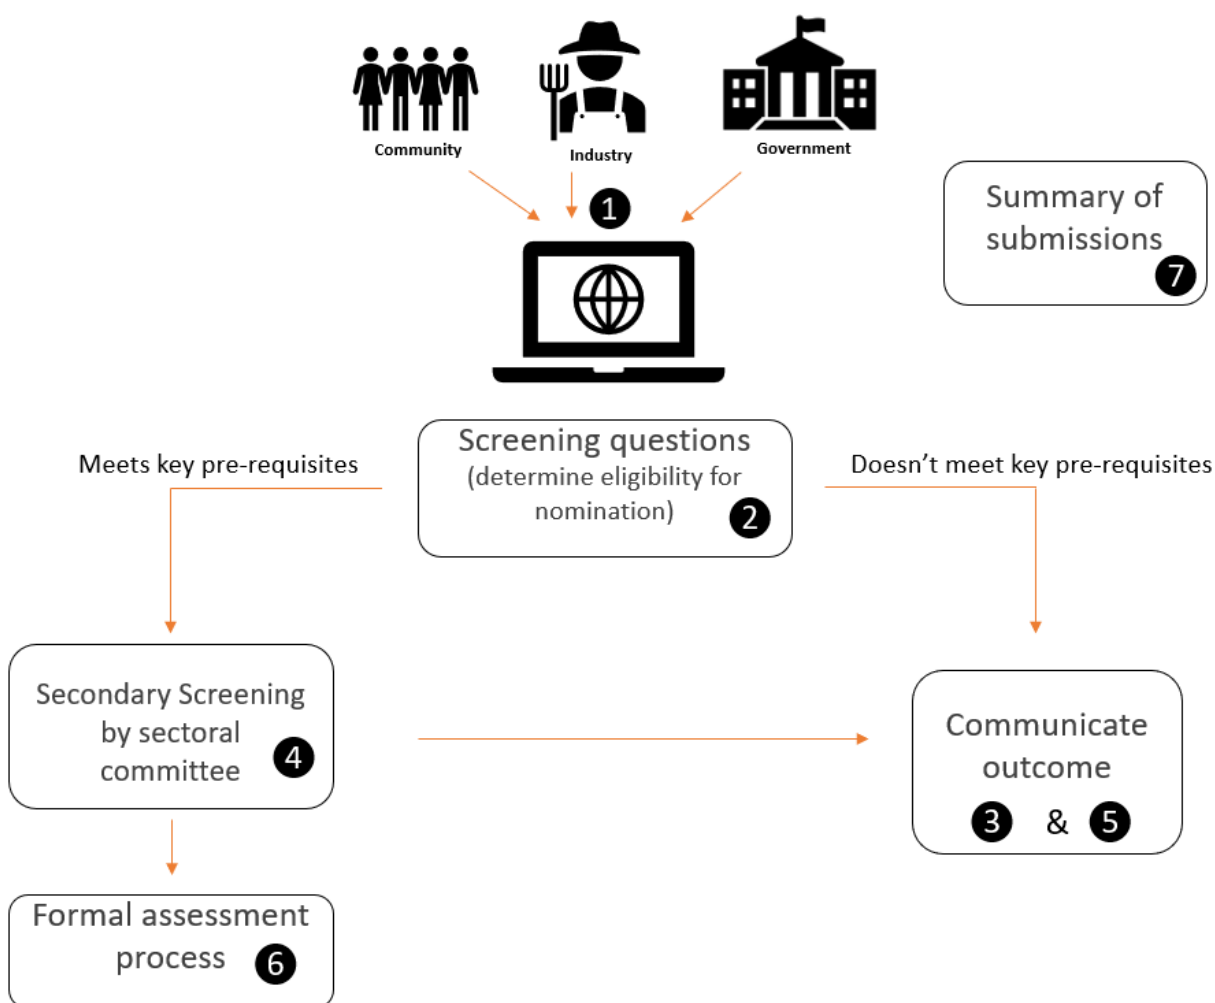 Community
Industry
Government
1
Summary of
submissions
7
Screening questions
(determine eligibility for
nomination)
2
Meets key pre-requisites
Doesn’t meet key pre-requisites
Secondary Screening
by sectoral
committee
4
Communicate
outcome
3 & 5
Formal assessment
process
6